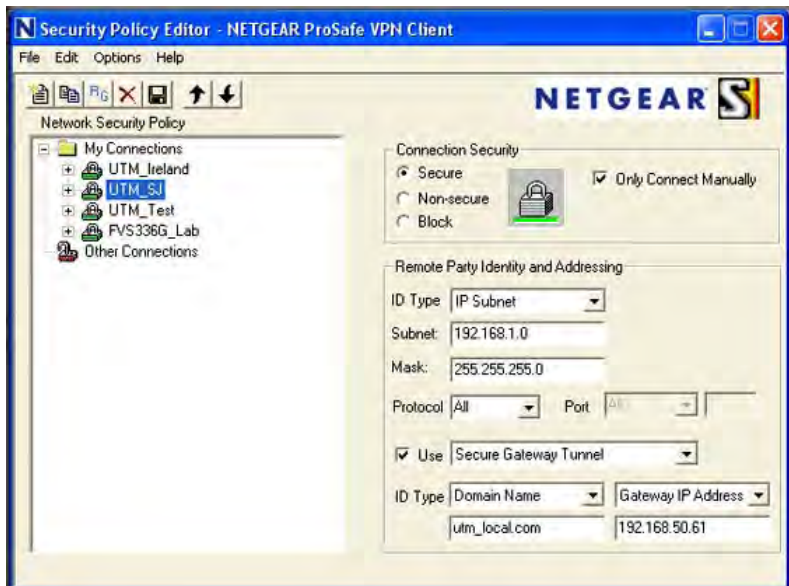 N Security Policy Editor - NETGEAR ProSafe VPN Client
File Edit Options Help
RG
NETGEAR
Network Security Policy
My Connections
UTM_Ireland
UTM_SJ
UTM_Test
FVS336G_Lab
Other Connections
Connection Security
Secure
Non-secure
Block
Only Connect Manually
Remote Party Identity and Addressing
ID Type IP Subnet
Subnet: 192.168.1.0
Mask: 255.255.255.0
Protocol All Port All
Use Secure Gateway Tunnel
ID Type Domain Name Gateway IP Address
utm_local.com 192.168.50.61